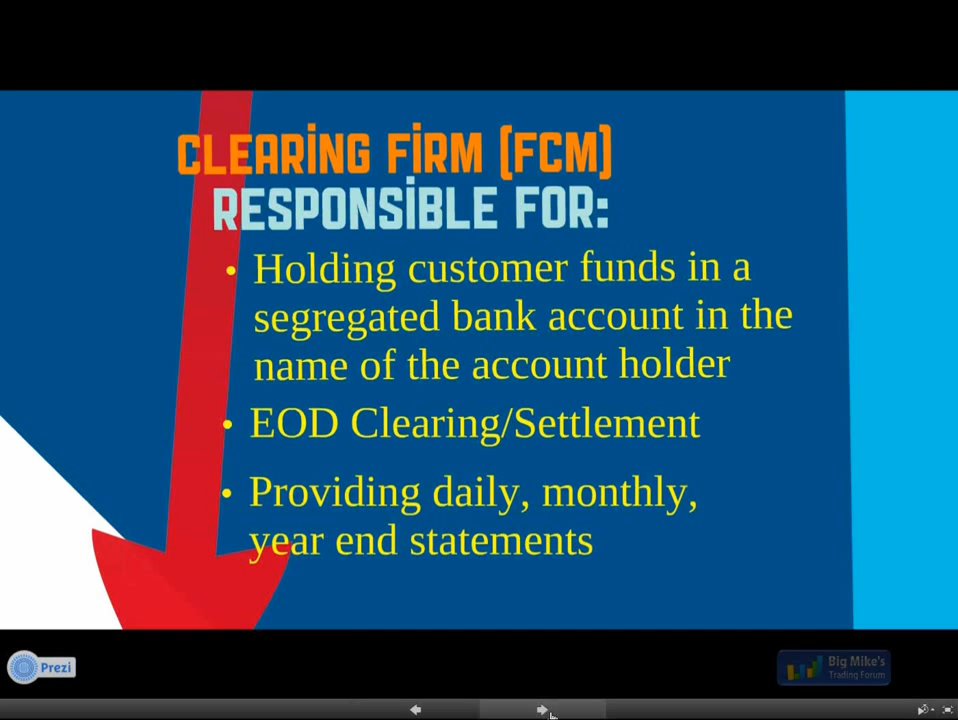 CLEARING FIRM (FCM)
RESPONSIBLE FOR:
• Holding customer funds in a
segregated bank account in the
name of the account holder
• EOD Clearing/Settlement
• Providing daily, monthly,
year end statements
Prezi
Big Mike's
Trading Forum